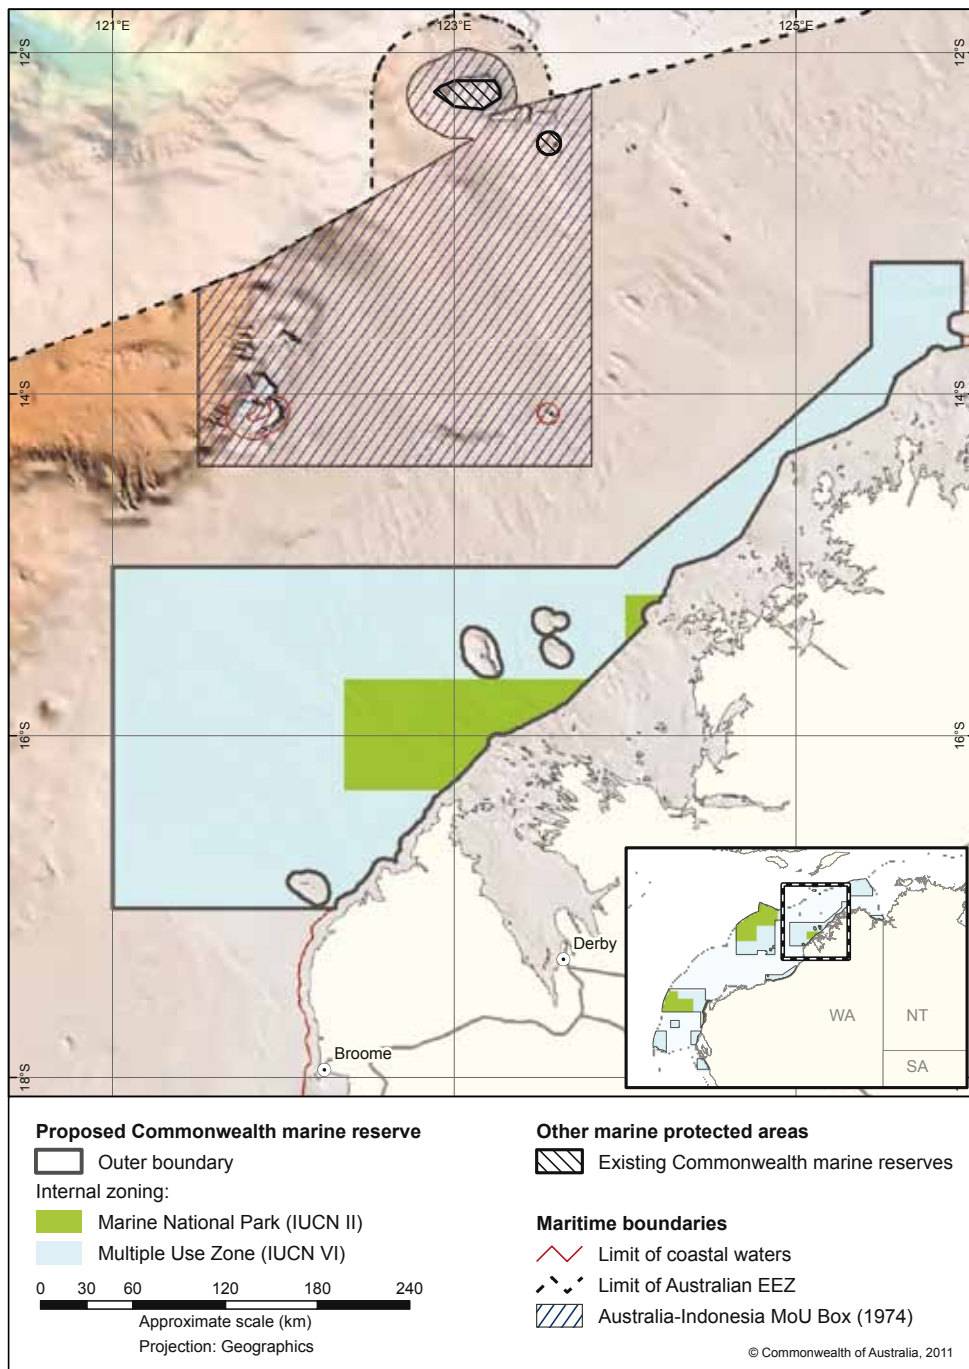 121°E 123°E 125°E
12°S 12°S
14°S 14°S
16°S 16°S
Derby
WA NT
SA
Broome
18°S 18°S
Proposed Commonwealth marine reserve
Outer boundary
Internal zoning:
Marine National Park (IUCN II)
Multiple Use Zone (IUCN VI)
0 30 60 120 180 240
Approximate scale (km)
Projection: Geographics
Other marine protected areas
Existing Commonwealth marine reserves
Maritime boundaries
Limit of coastal waters
Limit of Australian EEZ
Australia-Indonesia MoU Box (1974)
© Commonwealth of Australia, 2011